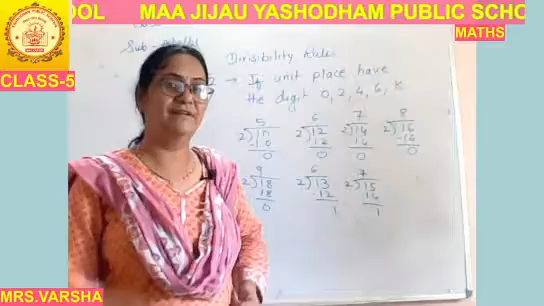 OOL MAA JIJAU YASHODHAM PUBLIC SCHO
MATHS
CLASS-5
Divisibility Rules
2 → If unit place have
the digit 0, 2, 4, 6, 8
5 6 7 8
2)10 2)12 2)14 2)16
-10 12 14 -16
0 0 0 0
9 6 7
2)18 2)13 2)15
18 -12 14
0 1 1
MRS.VARSHA